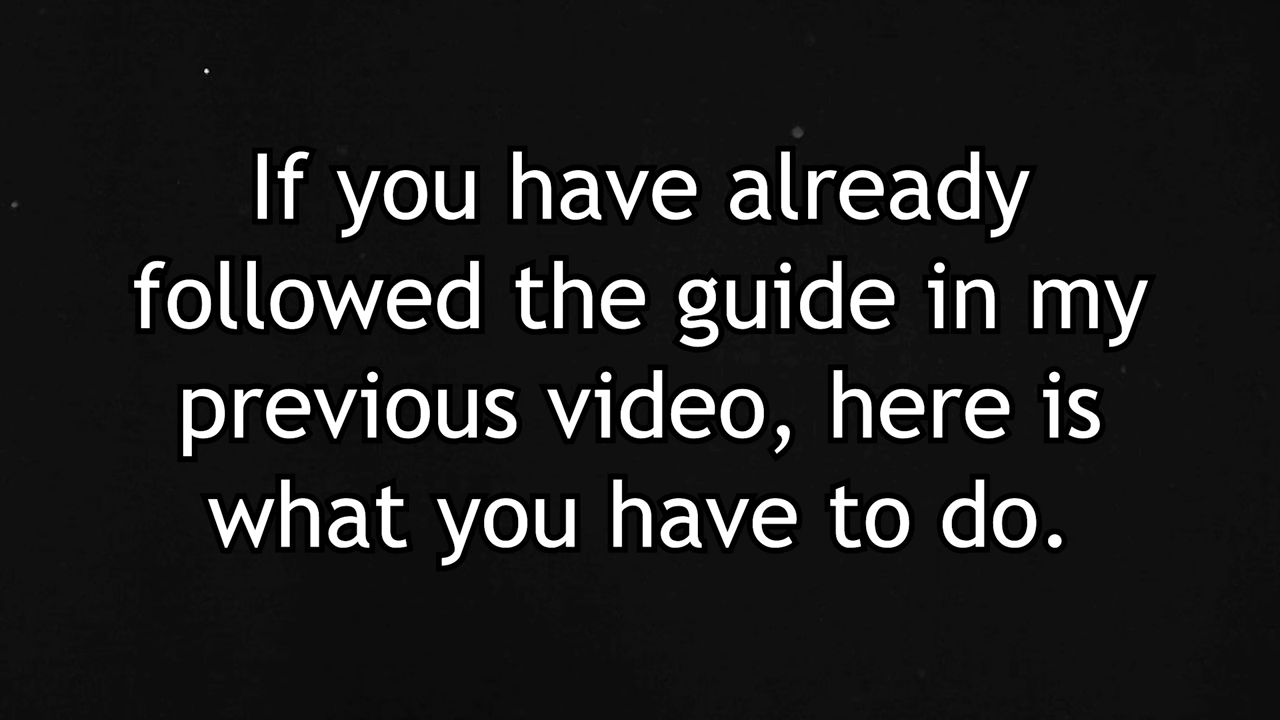 If you have already
followed the guide in my
previous video, here is
what you have to do.